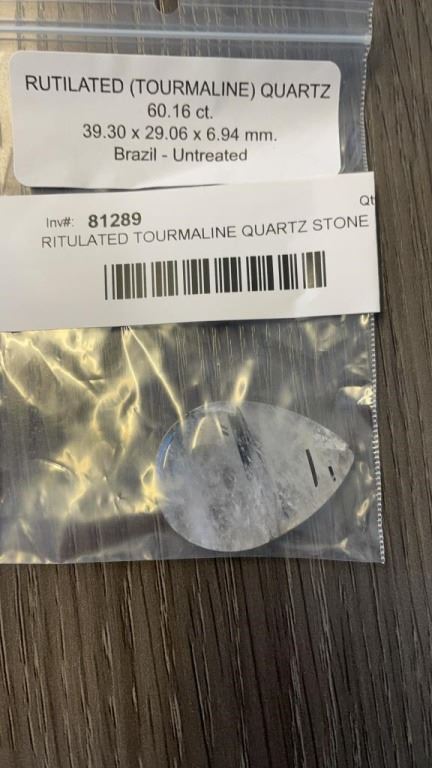 RUTILATED (TOURMALINE) QUARTZ
60.16 ct.
39.30 x 29.06 x 6.94 mm.
Brazil - Untreated
Qt
Inv#: 81289
RITULATED TOURMALINE QUARTZ STONE